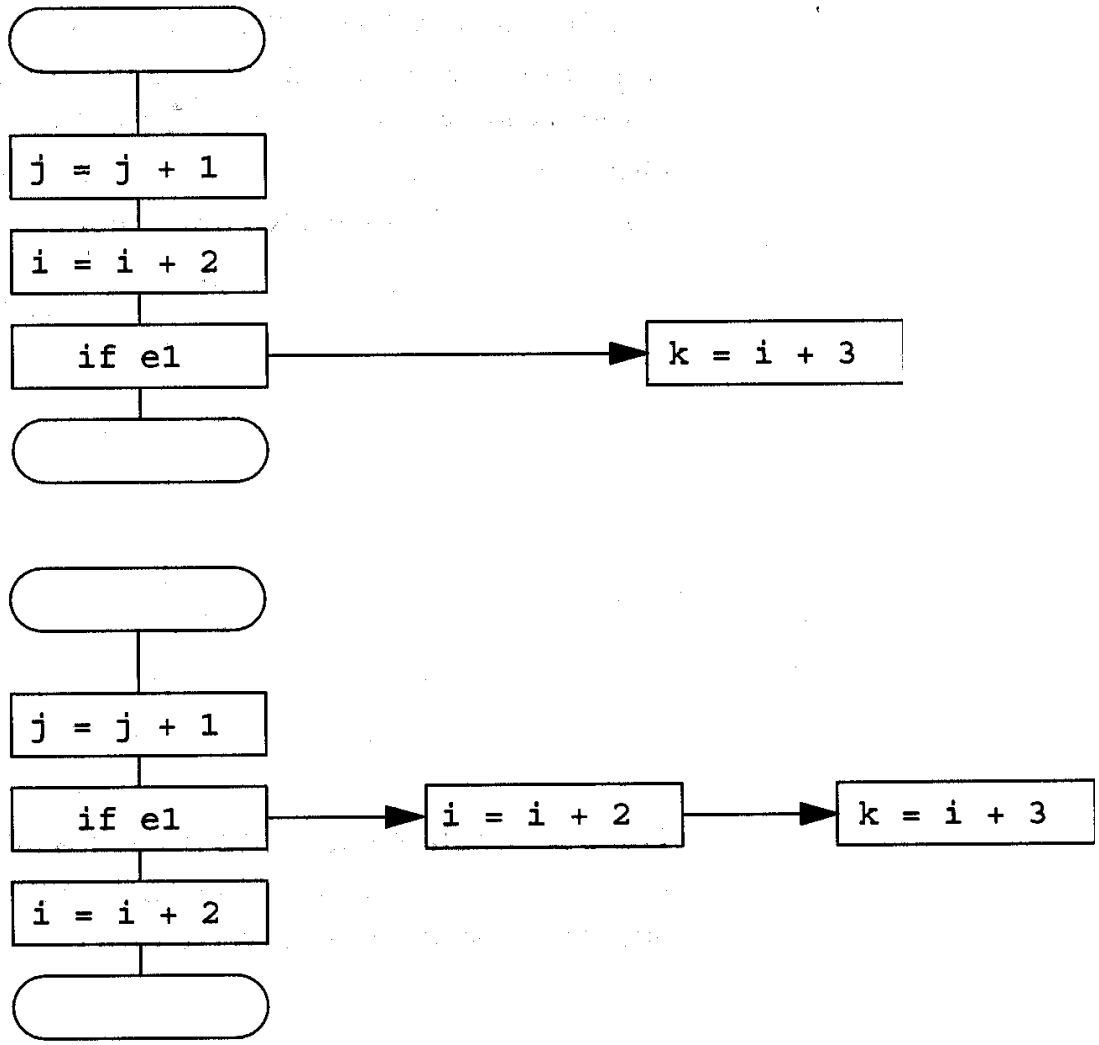 j = j + 1
i = i + 2
if e1
k = i + 3
j = j + 1
if e1
i = i + 2
k = i + 3
i = i + 2